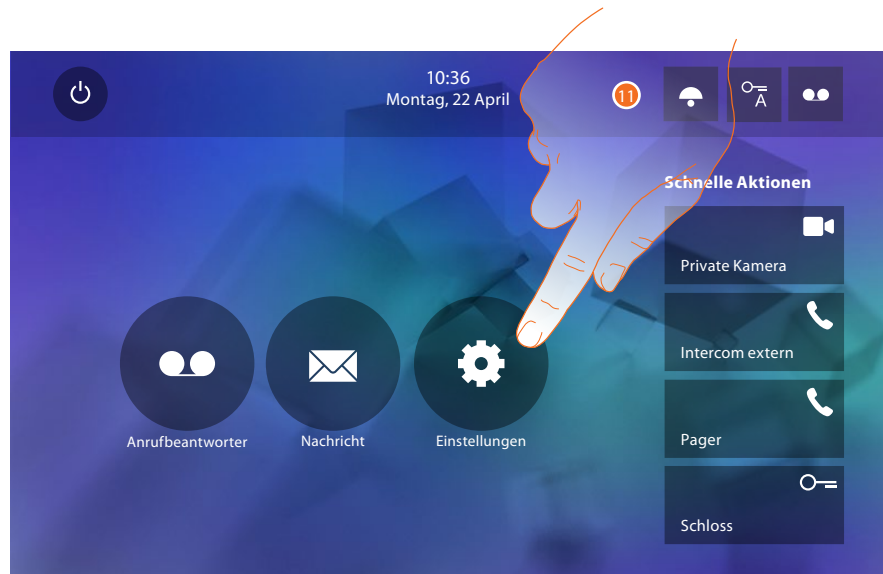 10:36
Montag, 22 April
11
A
Schnelle Aktionen
Private Kamera
Intercom extern
Pager
Schloss
Anrufbeantworter
Nachricht
Einstellungen